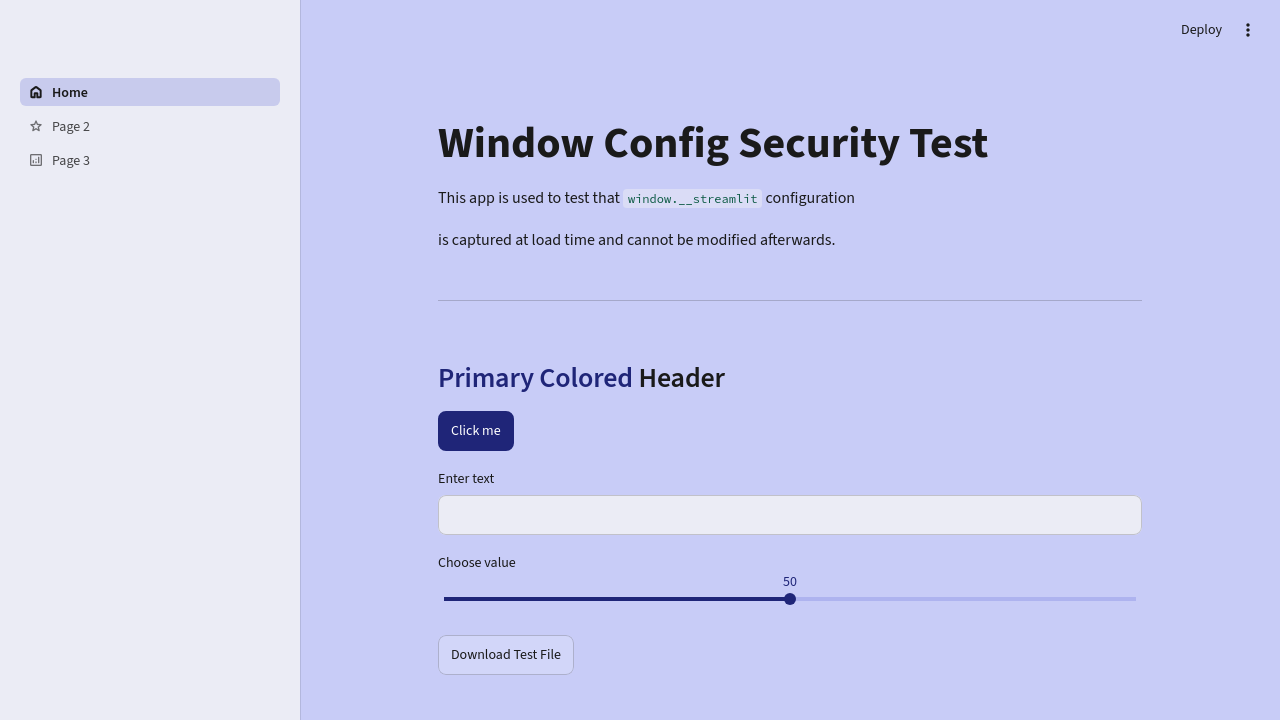 Deploy
Home
Page 2
Page 3
Window Config Security Test
This app is used to test that window.__streamlit configuration
is captured at load time and cannot be modified afterwards.
Primary Colored Header
Click me
Enter text
Choose value
50
Download Test File